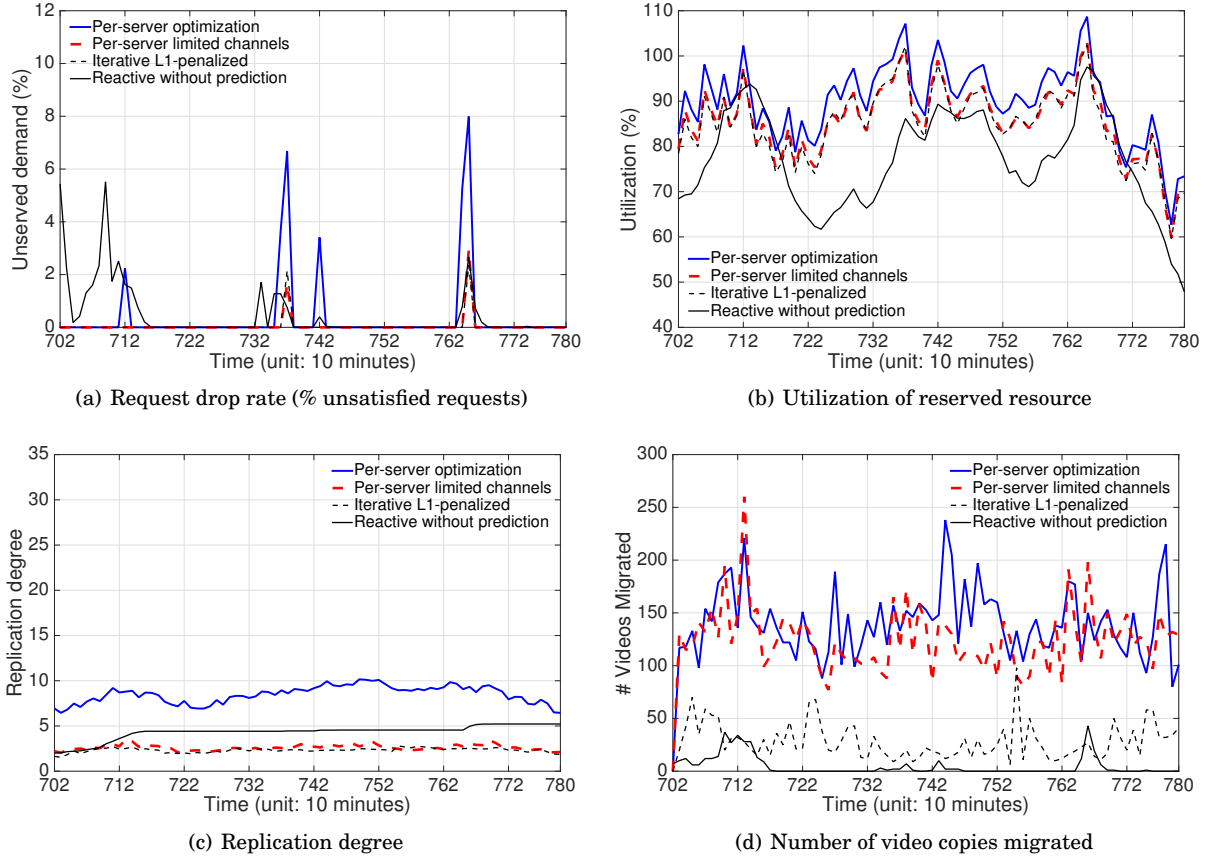 12
10
8
6
4
2
0
Unserved demand (%)
Per-server optimization
Per-server limited channels
Iterative L1-penalized
Reactive without prediction
702 712 722 732 742 752 762 772 780
Time (unit: 10 minutes)
(a) Request drop rate (% unsatisfied requests)
110
100
90
80
70
60
50
40
Utilization (%)
Per-server optimization
Per-server limited channels
Iterative L1-penalized
Reactive without prediction
702 712 722 732 742 752 762 772 780
Time (unit: 10 minutes)
(b) Utilization of reserved resource
35
30
25
20
15
10
5
0
Replication degree
Per-server optimization
Per-server limited channels
Iterative L1-penalized
Reactive without prediction
702 712 722 732 742 752 762 772 780
Time (unit: 10 minutes)
(c) Replication degree
300
250
200
150
100
50
0
# Videos Migrated
Per-server optimization
Per-server limited channels
Iterative L1-penalized
Reactive without prediction
702 712 722 732 742 752 762 772 780
Time (unit: 10 minutes)
(d) Number of video copies migrated